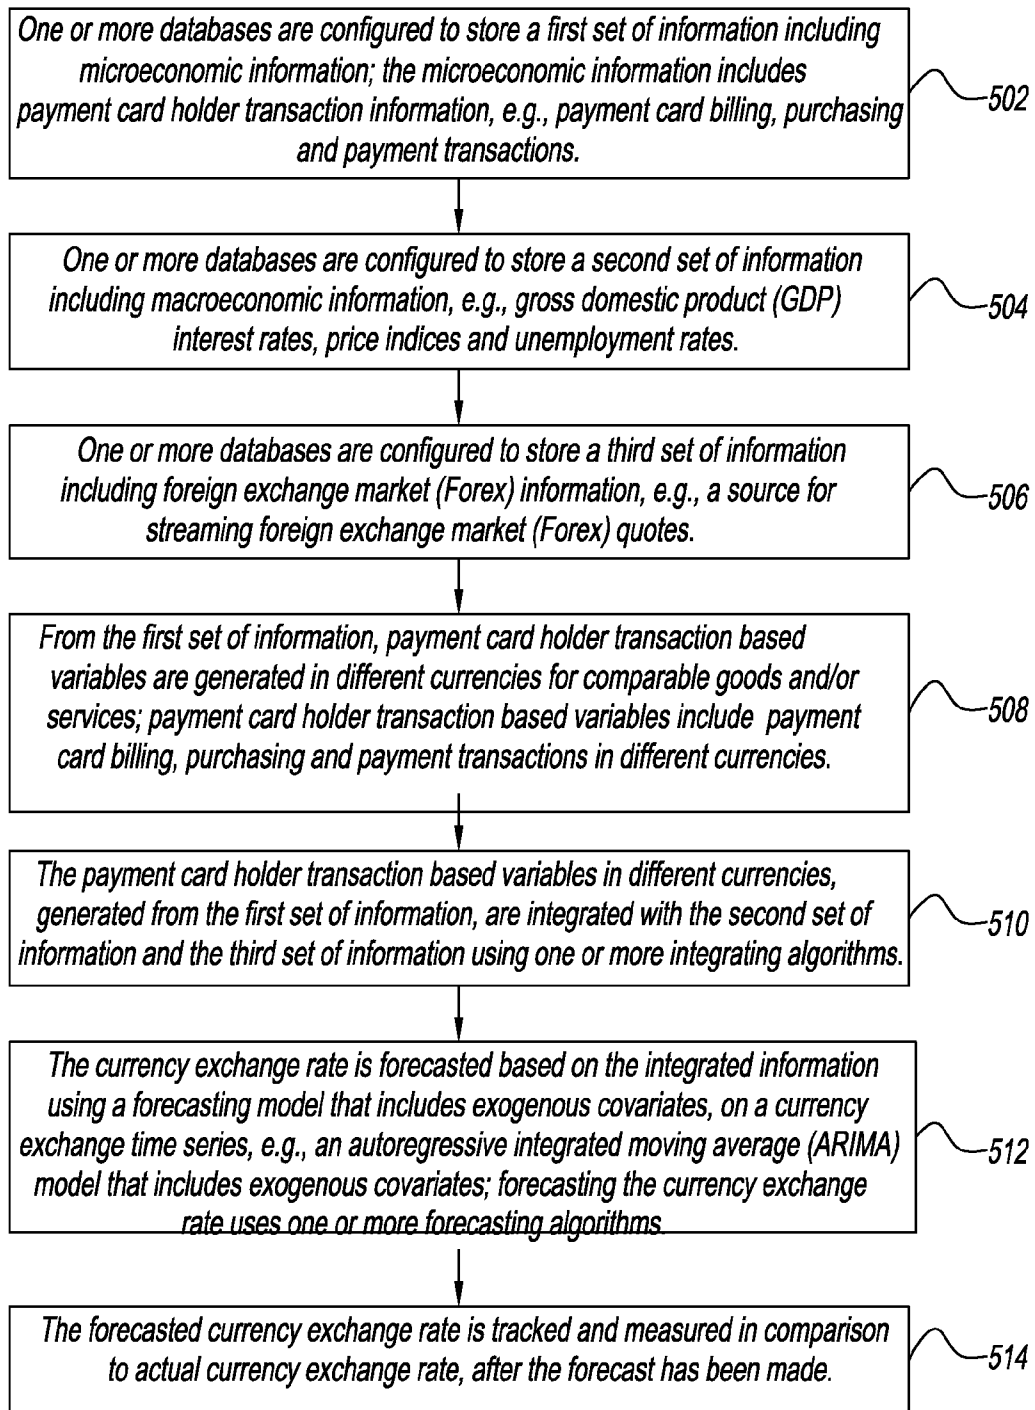 One or more databases are configured to store a first set of information including
microeconomic information; the microeconomic information includes
payment card holder transaction information, e.g., payment card billing, purchasing
and payment transactions.
502
One or more databases are configured to store a second set of information
including macroeconomic information, e.g., gross domestic product (GDP)
interest rates, price indices and unemployment rates.
504
One or more databases are configured to store a third set of information
including foreign exchange market (Forex) information, e.g., a source for
streaming foreign exchange market (Forex) quotes.
506
From the first set of information, payment card holder transaction based
variables are generated in different currencies for comparable goods and/or
services; payment card holder transaction based variables include payment
card billing, purchasing and payment transactions in different currencies.
508
The payment card holder transaction based variables in different currencies,
generated from the first set of information, are integrated with the second set of
information and the third set of information using one or more integrating algorithms.
510
The currency exchange rate is forecasted based on the integrated information
using a forecasting model that includes exogenous covariates, on a currency
exchange time series, e.g., an autoregressive integrated moving average (ARIMA)
model that includes exogenous covariates; forecasting the currency exchange
rate uses one or more forecasting algorithms.
512
The forecasted currency exchange rate is tracked and measured in comparison
to actual currency exchange rate, after the forecast has been made.
514